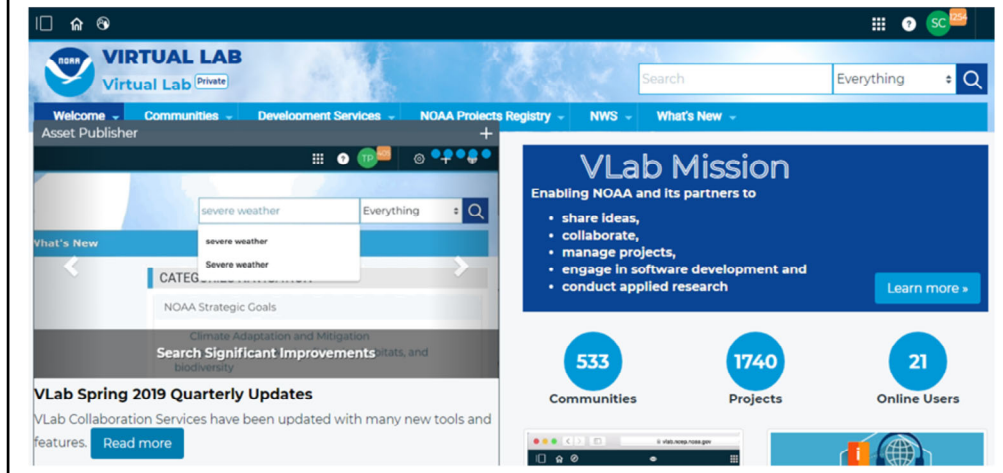 SC 1254
NOAA
VIRTUAL LAB
Virtual Lab Private
Search Everything
Welcome Communities Development Services NOAA Projects Registry NWS What's New
Asset Publisher
TP
severe weather Everything
What's New
severe weather
Severe weather
NOAA Strategic Goals
Climate Adaptation and Mitigation
Search Significant Improvements
biodiversity
VLab Spring 2019 Quarterly Updates
VLab Collaboration Services have been updated with many new tools and
features. Read more
VLab Mission
Enabling NOAA and its partners to
• share ideas,
• collaborate,
• manage projects,
• engage in software development and
• conduct applied research
Learn more »
533 1740 21
Communities Projects Online Users
vlab.ncep.noaa.gov